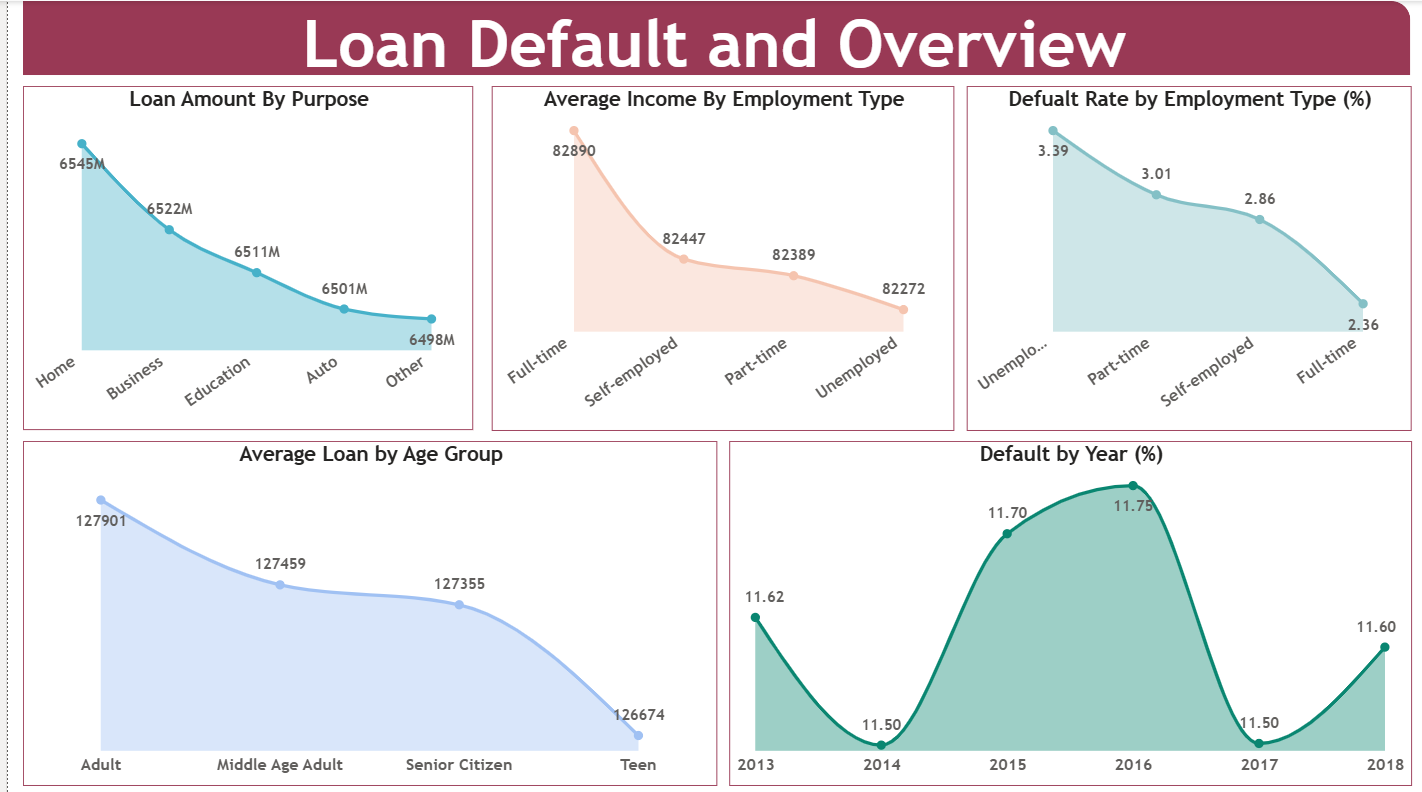 Loan Default and Overview
Loan Amount By Purpose
6545M
6522M
6511M
6501M
6498M
Home
Business
Education
Auto
Other
Average Income By Employment Type
82890
82447
82389
82272
Full-time
Self-employed
Part-time
Unemployed
Defualt Rate by Employment Type (%)
3.39
3.01
2.86
2.36
Unemplo...
Part-time
Self-employed
Full-time
Average Loan by Age Group
127901
127459
127355
126674
Adult
Middle Age Adult
Senior Citizen
Teen
Default by Year (%)
11.62
11.50
11.70
11.75
11.50
11.60
2013
2014
2015
2016
2017
2018